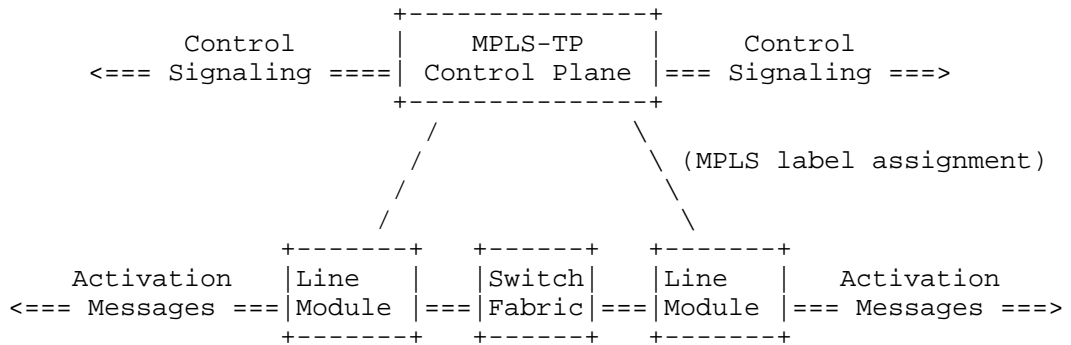 Control MPLS-TP Control
<=== Signaling ====| Control Plane |=== Signaling ===>
(MPLS label assignment)
Activation |Line | |Switch| |Line | Activation
<=== Messages ===|Module |===|Fabric|===|Module |=== Messages ===>